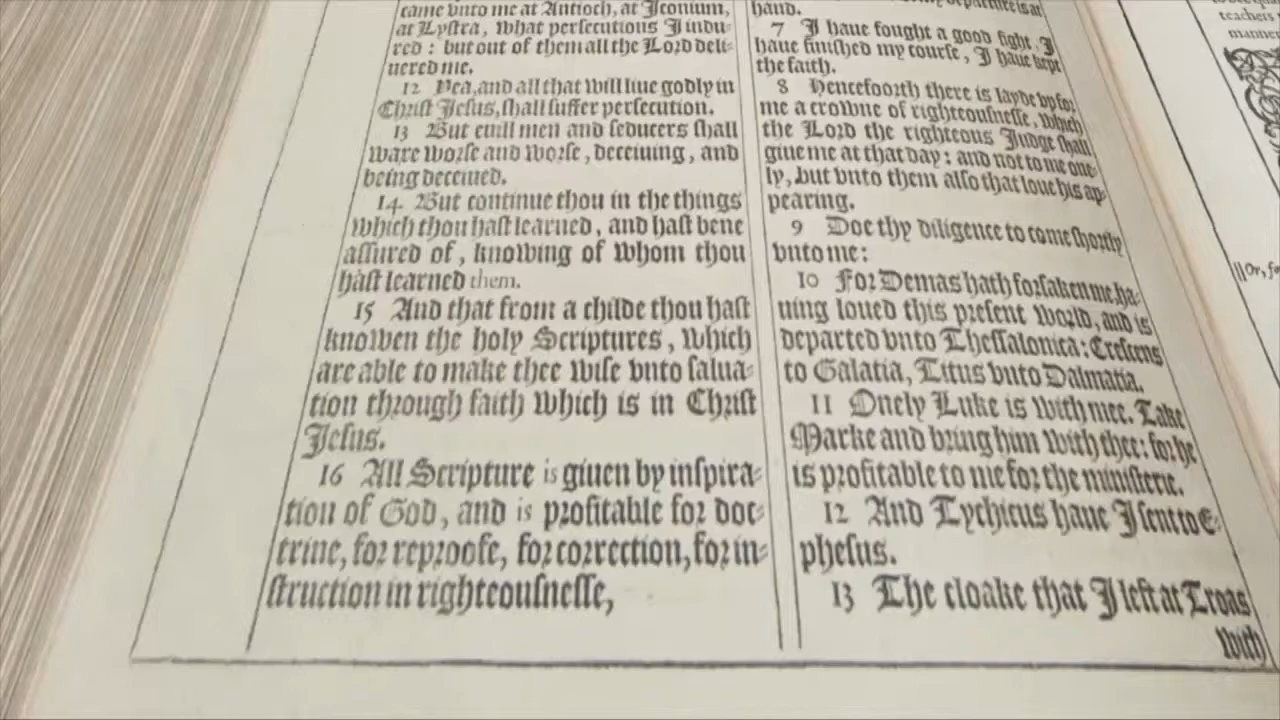 came vnto me at Antioch, at Iconium,
at Lystra, what persecutions I indu-
red: but out of them all the Lord deli-
uered me.
12 Yea, and all that will liue godly in
Christ Iesus, shall suffer persecution.
13 But euill men and seducers shall
waxe worse and worse, deceiuing, and
being deceiued.
14 But continue thou in the things
which thou hast learned, and hast bene
assured of, knowing of whom thou
hast learned them.
15 And that from a childe thou hast
knowen the holy Scriptures, which
are able to make thee wise vnto salua-
tion through faith which is in Christ
Iesus.
16 All Scripture is giuen by inspira-
tion of God, and is profitable for doc-
trine, for reproofe, for correction, for in-
struction in righteousnesse,
departure is at
hand.
7 I haue fought a good fight, I
haue finished my course, I haue kept
the faith.
8 Hencefoorth there is layde vp for
me a crowne of righteousnesse, which
the Lord the righteous Iudge shall
giue me at that day: and not to me one-
ly, but vnto them also that loue his ap-
pearing.
9 Doe thy diligence to come shortly
vnto me:
10 For Demas hath forsaken me, ha-
uing loued this present world, and is
departed vnto Thessalonica: Crescens
to Galatia, Titus vnto Dalmatia.
11 Onely Luke is with mee. Take
Marke and bring him with thee: for he
is profitable to me for the ministerie.
12 And Tychicus haue I sent to E-
phesus.
13 The cloake that I left at Troas
with
teachers
manner
||Or,